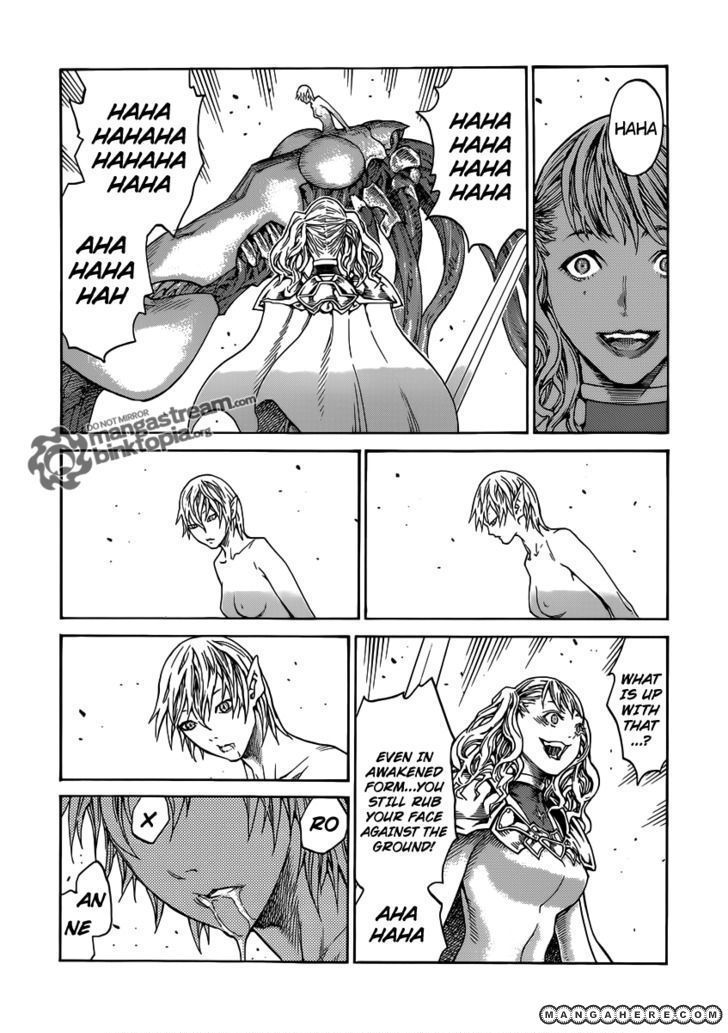 HAHA
HAHA
HAHA
HAHA
HAHA
HAHA
HAHAHA
HAHAHA
HAHA
AHA
HAHA
HAH
DO NOT MIRROR
mangastream.com
binktopia.org
WHAT
IS UP
WITH
THAT
...?
EVEN IN
AWAKENED
FORM...YOU
STILL RUB
YOUR FACE
AGAINST THE
GROUND!
AHA
HAHA
RO
X
AN
NE
MANGAHERE.COM